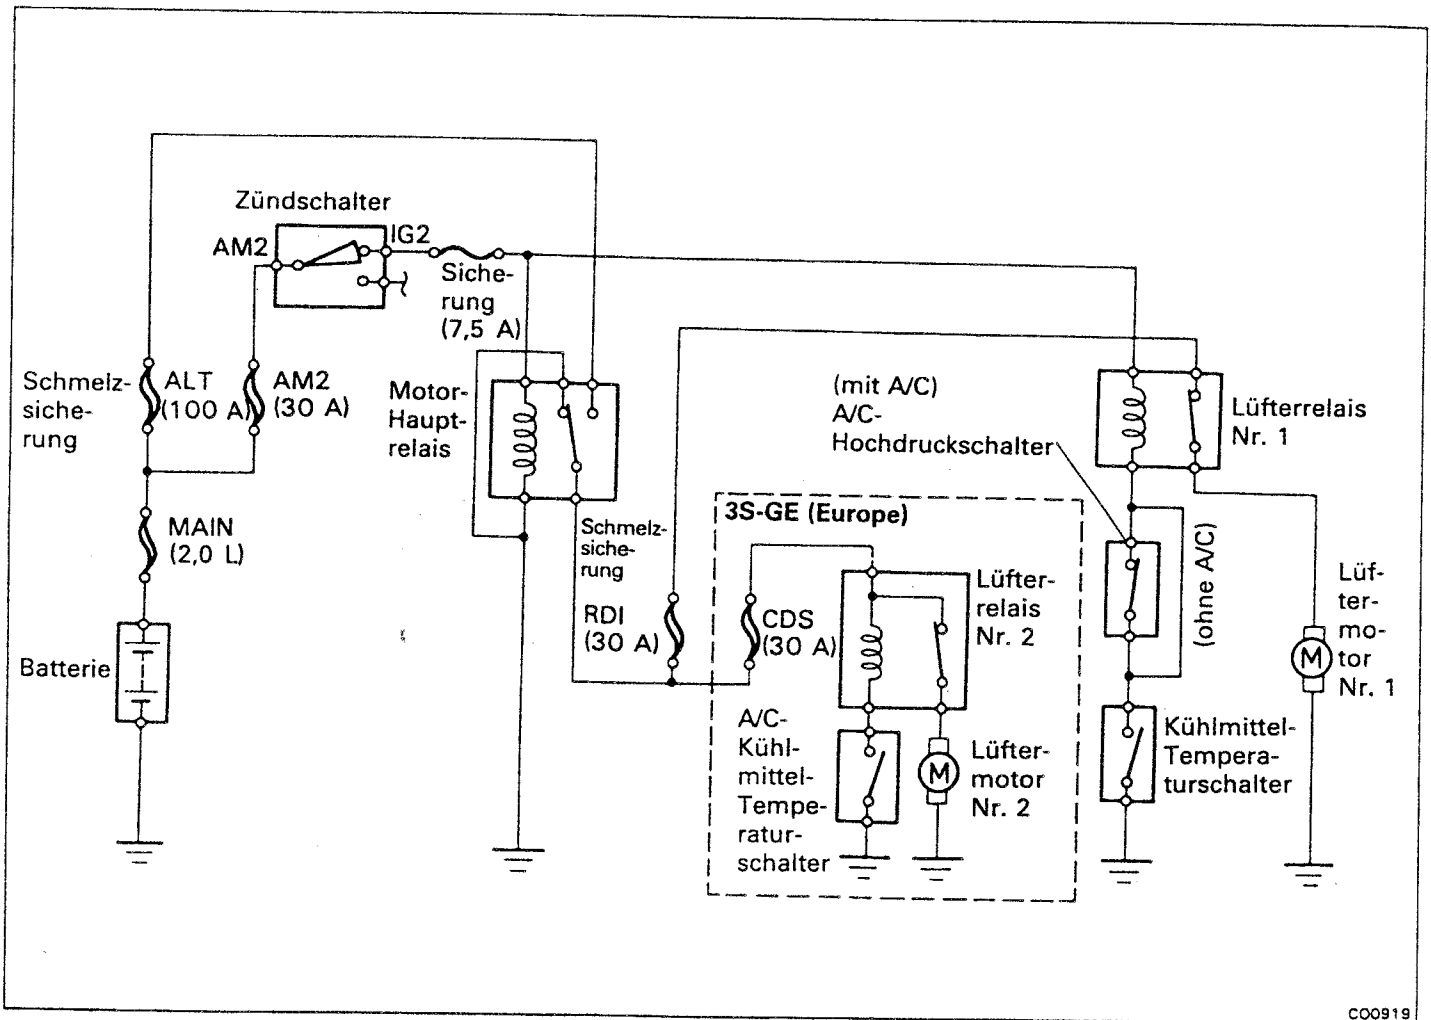 Zündschalter
AM2
IG2
Siche-
rung
(7,5 A)
Schmelz-
siche-
rung
ALT
(100 A)
AM2
(30 A)
Motor-
Haupt-
relais
(mit A/C)
A/C-
Hochdruckschalter
Lüfterrelais
Nr. 1
MAIN
(2,0 L)
Schmelz-
siche-
rung
3S-GE (Europe)
RDI
(30 A)
CDS
(30 A)
Lüfter-
relais
Nr. 2
(ohne A/C)
Lüf-
ter-
mo-
tor
Nr. 1
M
Batterie
A/C-
Kühl-
mittel-
Tempe-
ratur-
schalter
M
Lüfter-
motor
Nr. 2
Kühlmittel-
Tempera-
turschalter
C00919